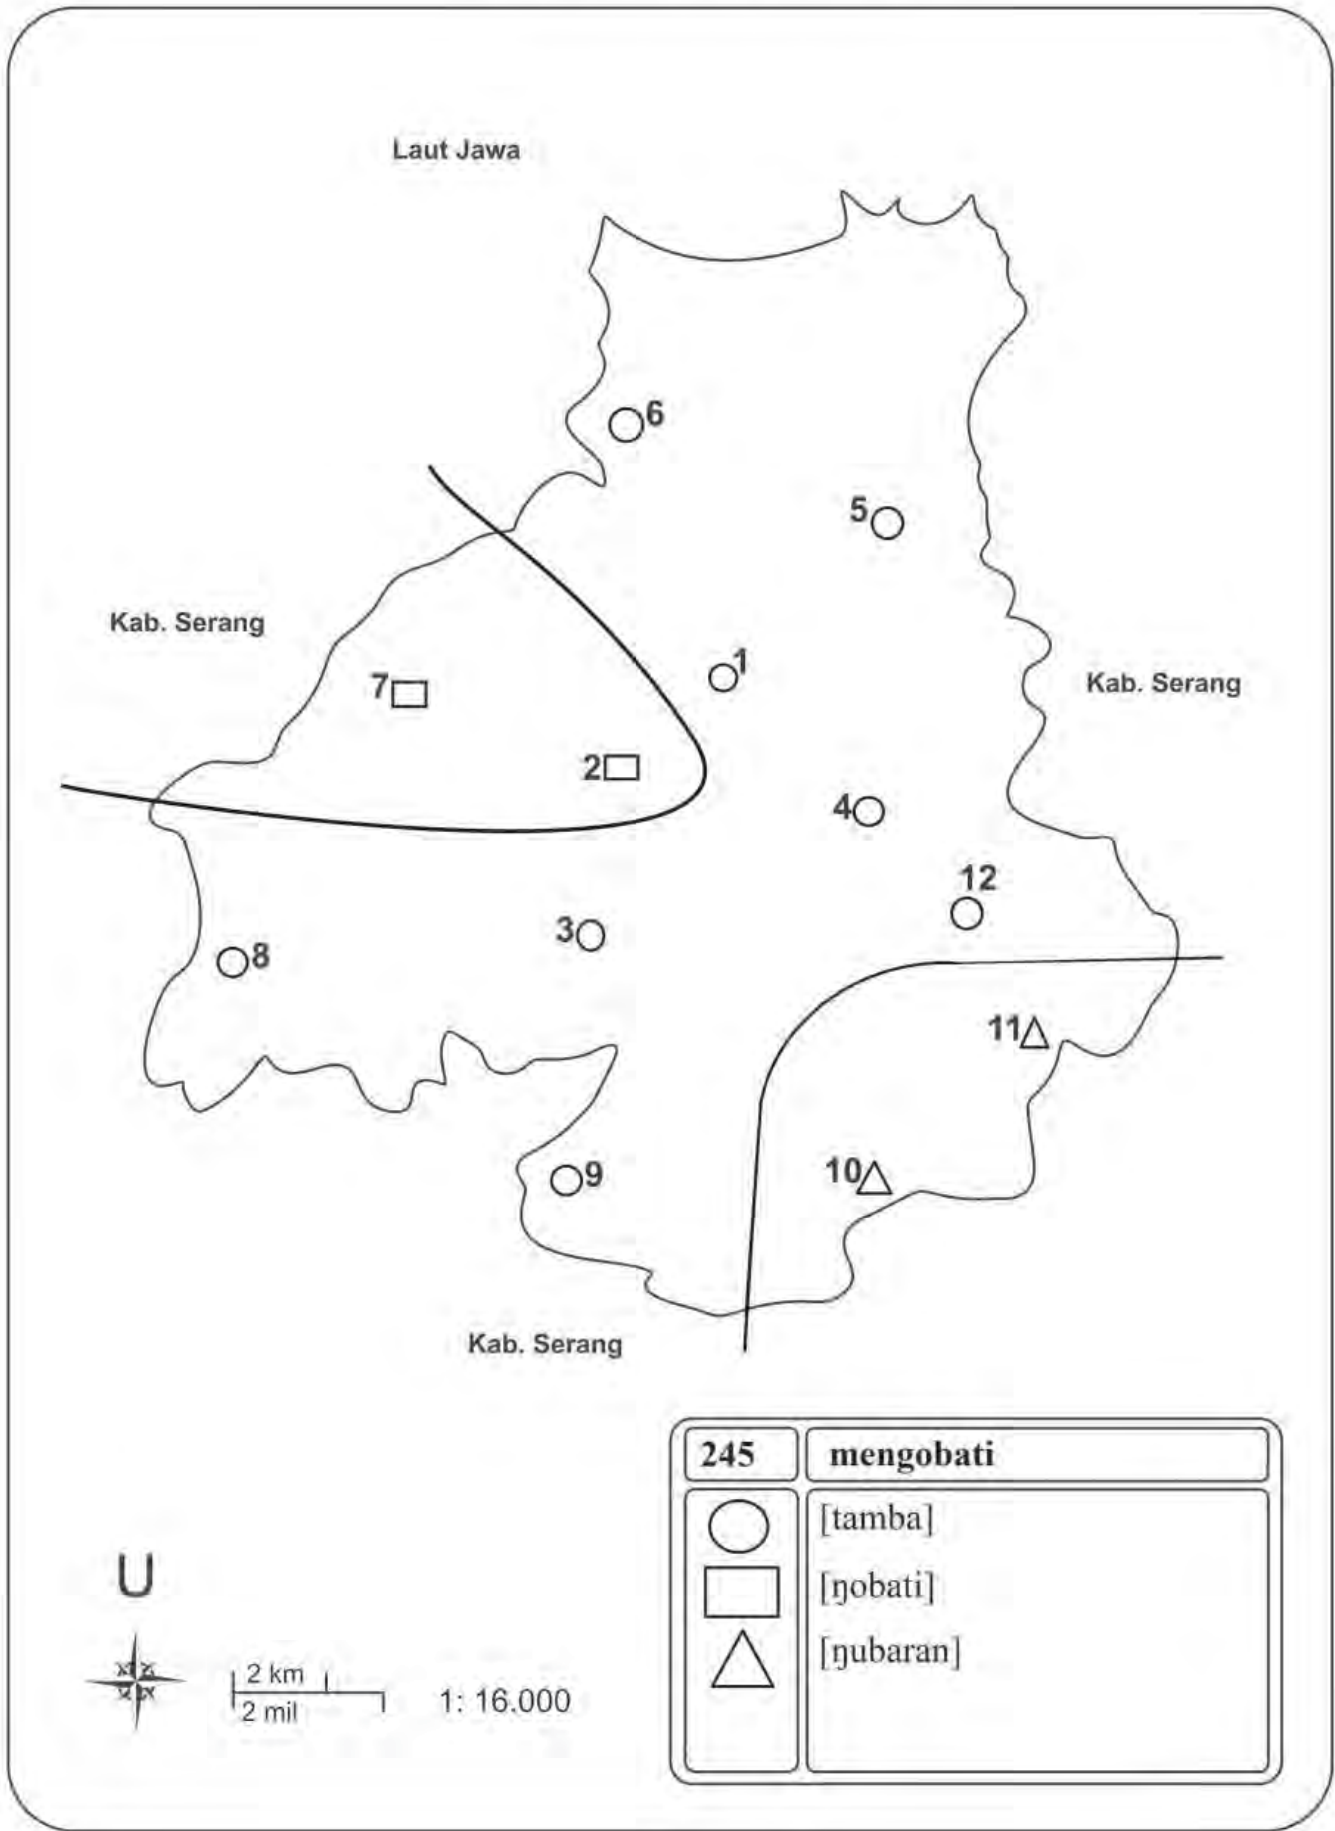 Laut Jawa
6
5
Kab. Serang
1
Kab. Serang
7
2
4
12
3
8
11
10
9
Kab. Serang
245 mengobati
[tamba]
[ŋobati]
[ŋubaran]
U
2 km
2 mil
1: 16.000